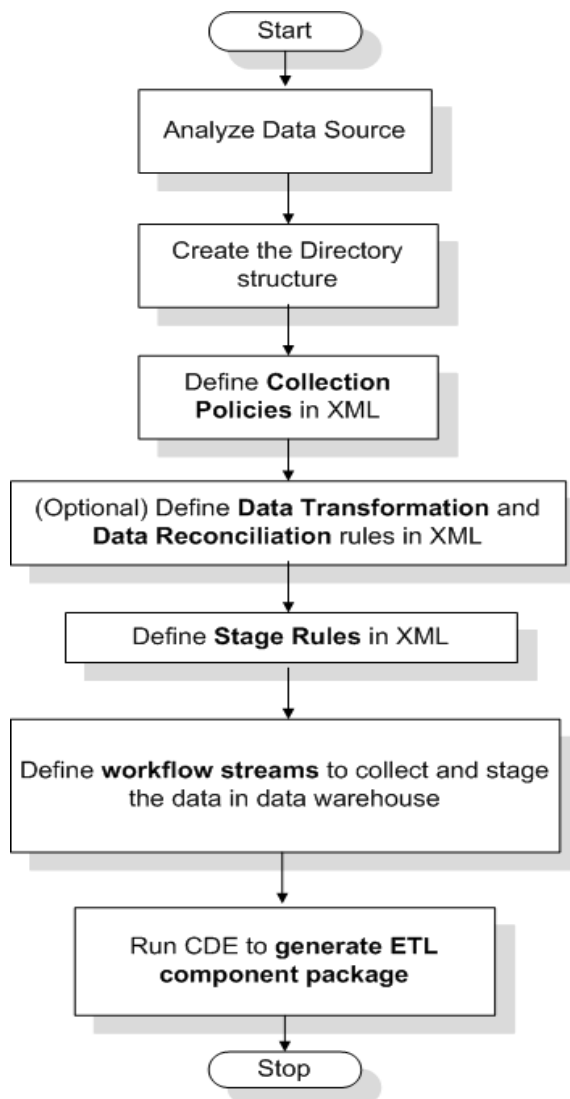 Start
Analyze Data Source
Create the Directory
structure
Define Collection
Policies in XML
(Optional) Define Data Transformation and
Data Reconciliation rules in XML
Define Stage Rules in XML
Define workflow streams to collect and stage
the data in data warehouse
Run CDE to generate ETL
component package
Stop